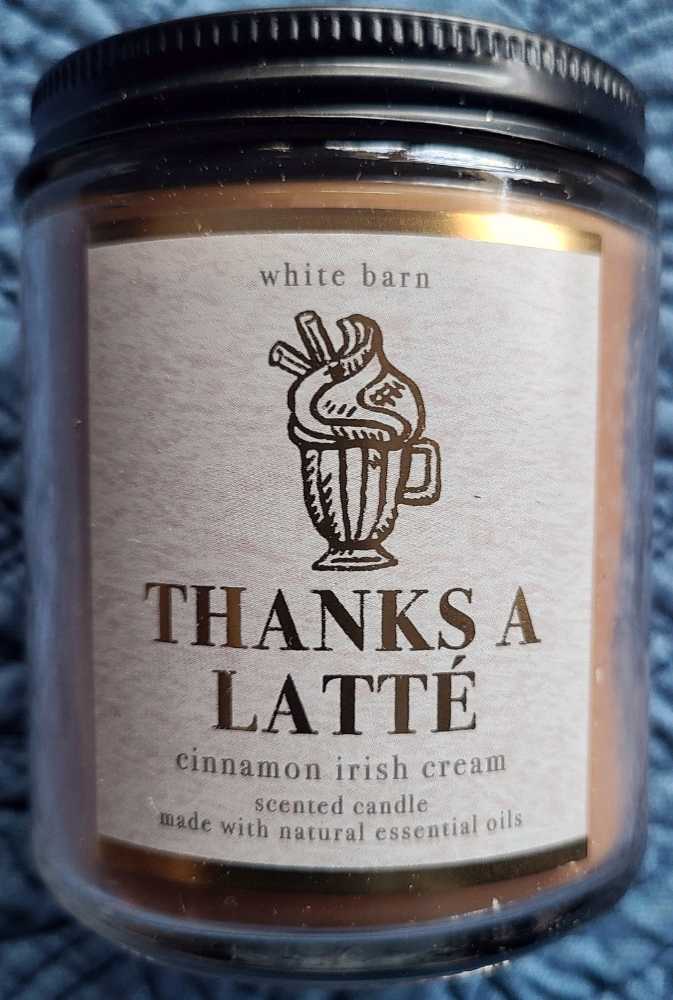 white barn
THANKS A
LATTÉ
cinnamon irish cream
scented candle
made with natural essential oils